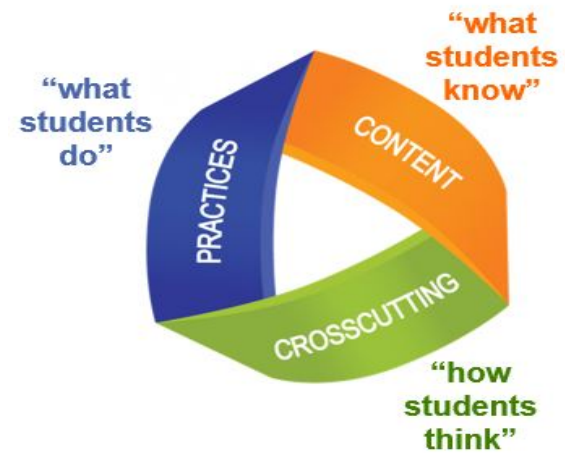 “what
students
know”
“what
students
do”
CONTENT
PRACTICES
CROSSCUTTING
“how
students
think”